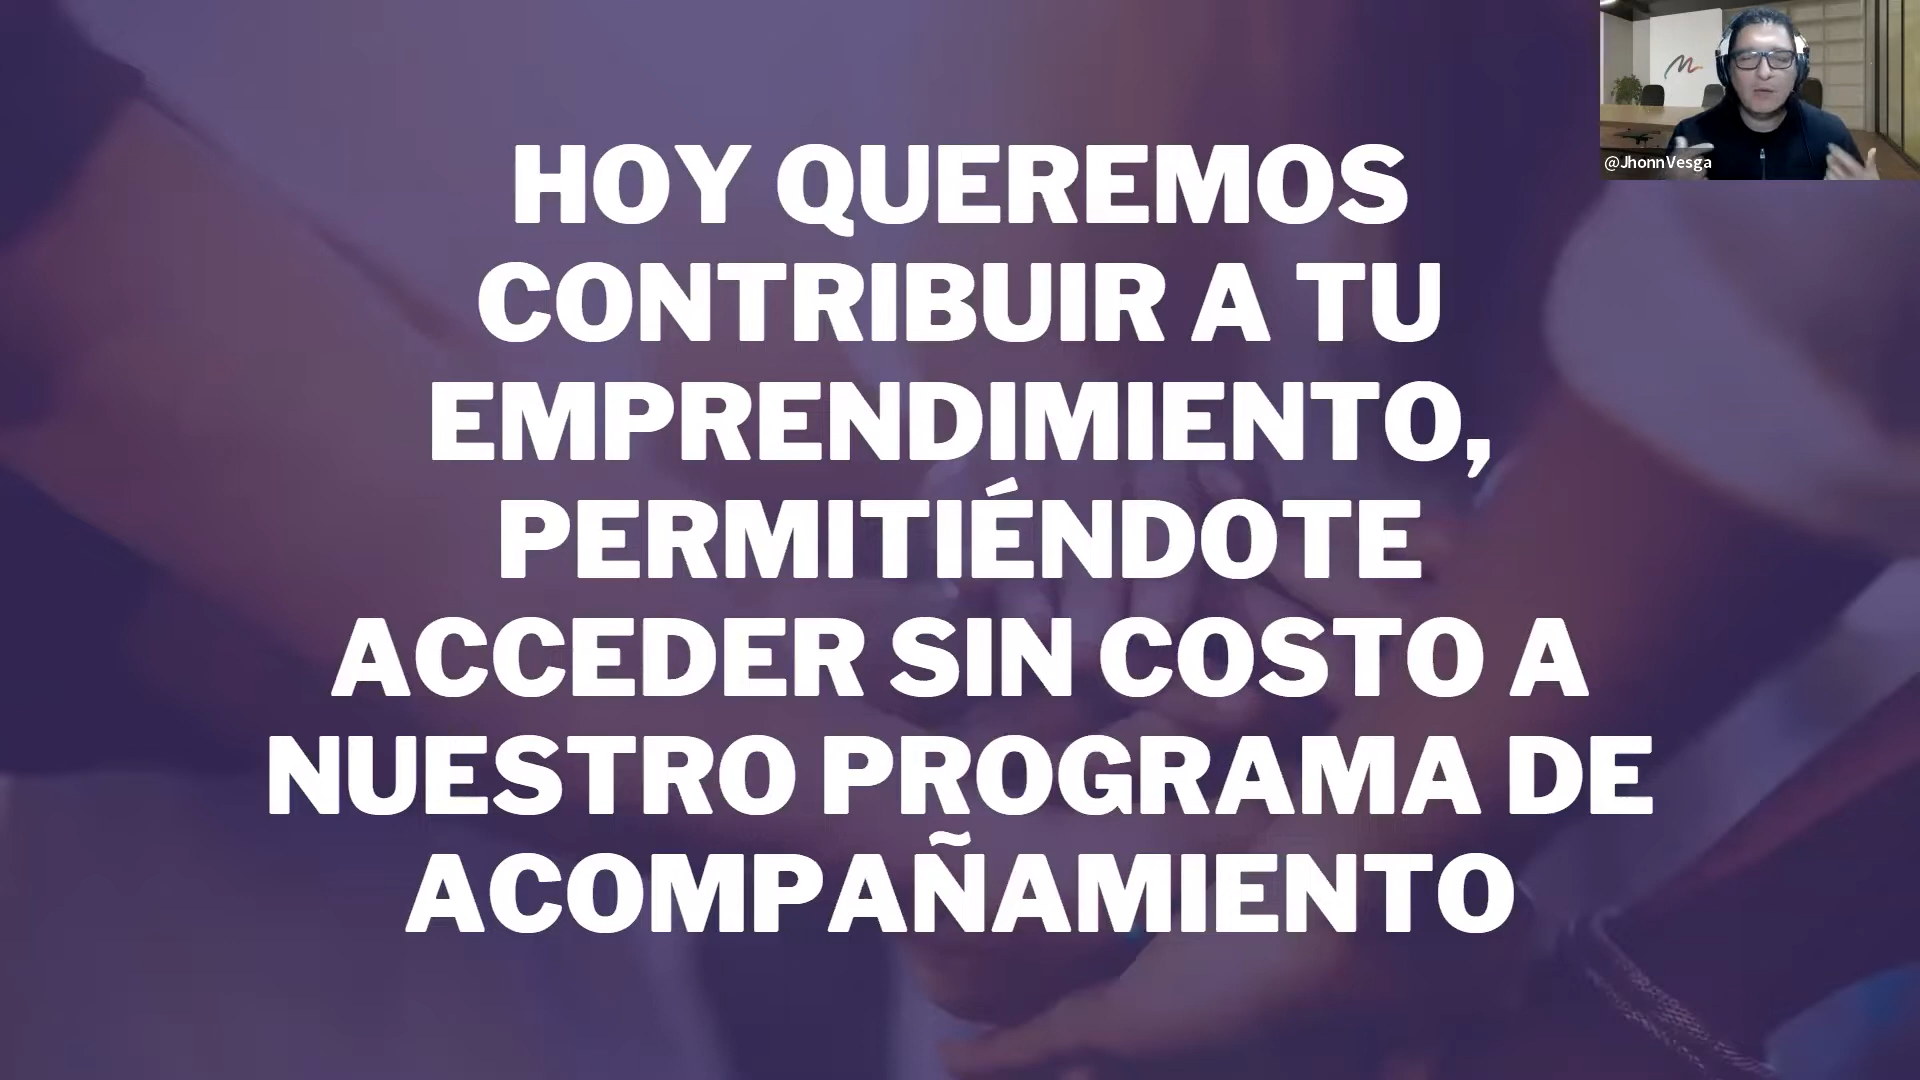 HOY QUEREMOS
CONTRIBUIR A TU
EMPRENDIMIENTO,
PERMITIÉNDOTE
ACCEDER SIN COSTO A
NUESTRO PROGRAMA DE
ACOMPAÑAMIENTO
@JhonnVesga